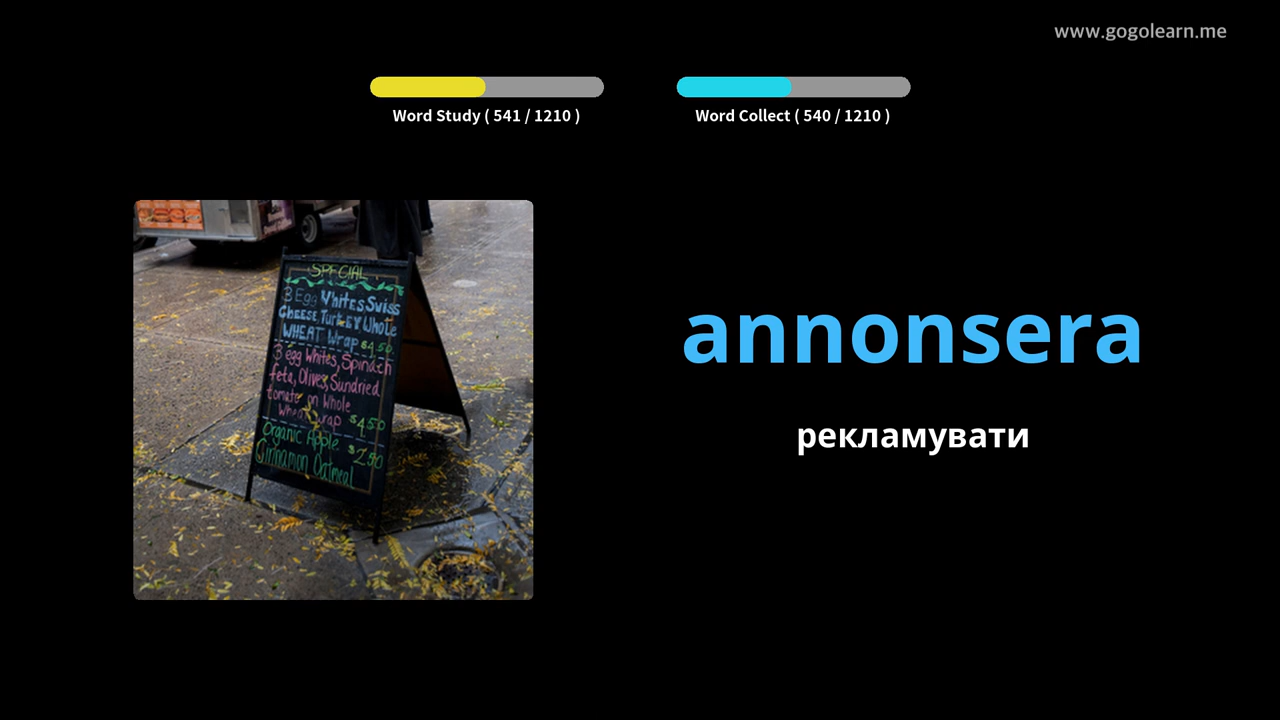 www.gogolearn.me
Word Study ( 541 / 1210 )
Word Collect ( 540 / 1210 )
SPECIAL
3 Egg Whites, Swiss
Cheese, Turkey Whole
WHEAT Wrap $4.50
3 egg Whites, Spinach
feta, Olives, Sundried
tomato on Whole
Wheat Wrap $4.50
Organic Apple
Cinnamon Oatmeal $2.50
annonsera
рекламувати